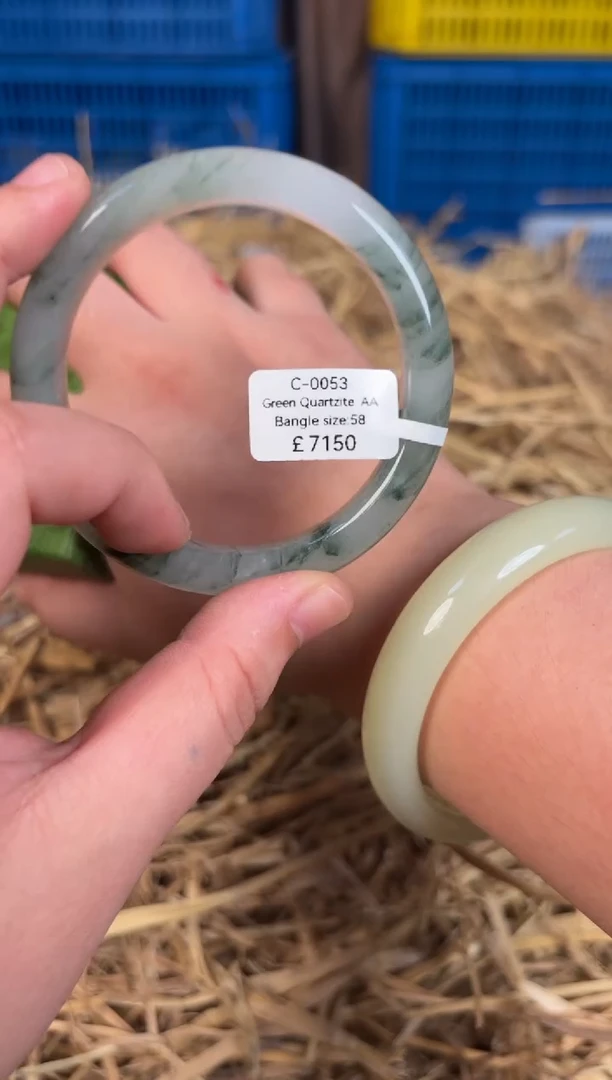 C-0053
Green Quartzite AA
Bangle size:58
£7150